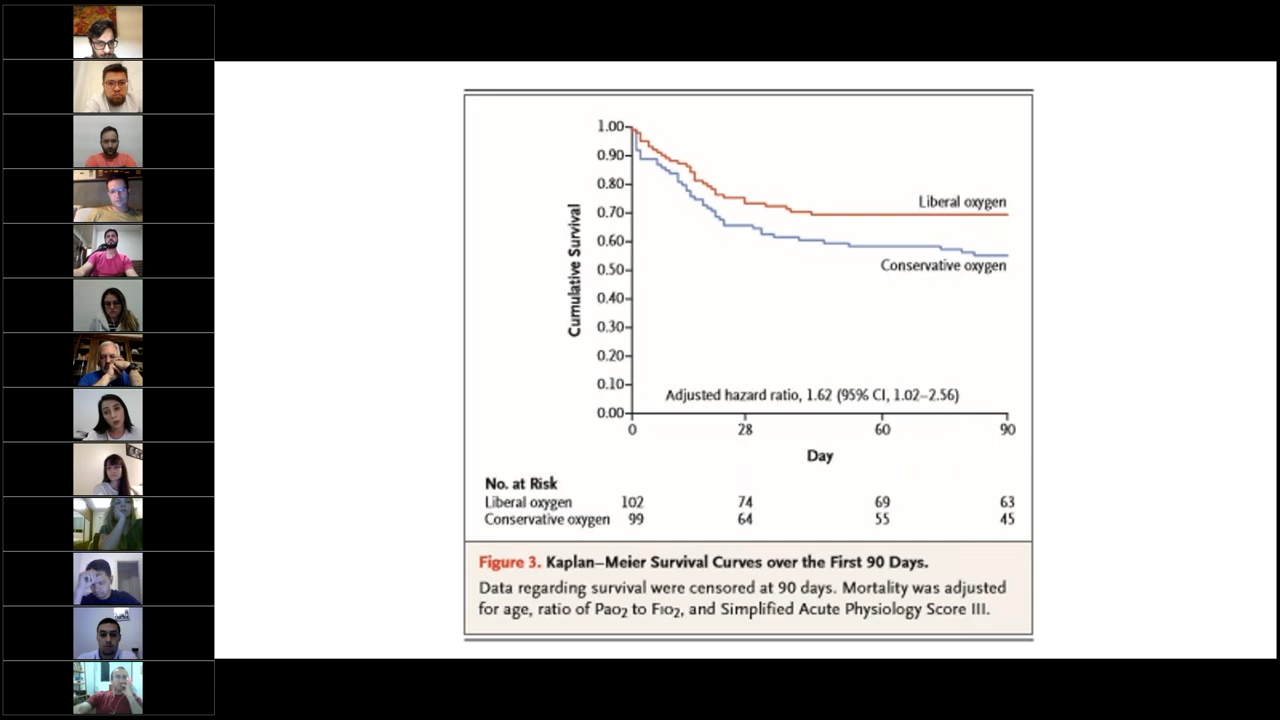 1.00
0.90
0.80
0.70
0.60
0.50
0.40
0.30
0.20
0.10
0.00
Cumulative Survival
Liberal oxygen
Conservative oxygen
Adjusted hazard ratio, 1.62 (95% CI, 1.02–2.56)
0 28 60 90
Day
No. at Risk
Liberal oxygen 102 74 69 63
Conservative oxygen 99 64 55 45
Figure 3. Kaplan–Meier Survival Curves over the First 90 Days.
Data regarding survival were censored at 90 days. Mortality was adjusted
for age, ratio of PaO₂ to FIO₂, and Simplified Acute Physiology Score III.